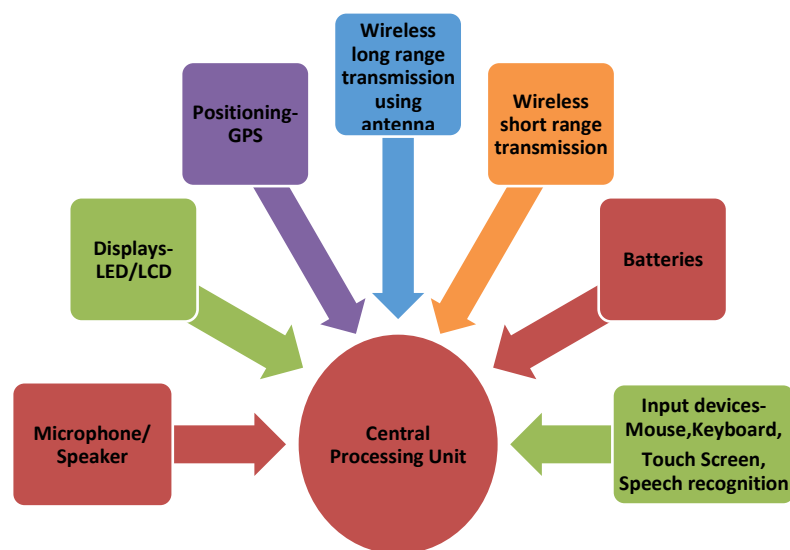 Wireless
long range
transmission
using
antenna
Positioning-
GPS
Wireless
short range
transmission
Displays-
LED/LCD
Batteries
Microphone/
Speaker
Central
Processing Unit
Input devices-
Mouse,Keyboard,
Touch Screen,
Speech recognition